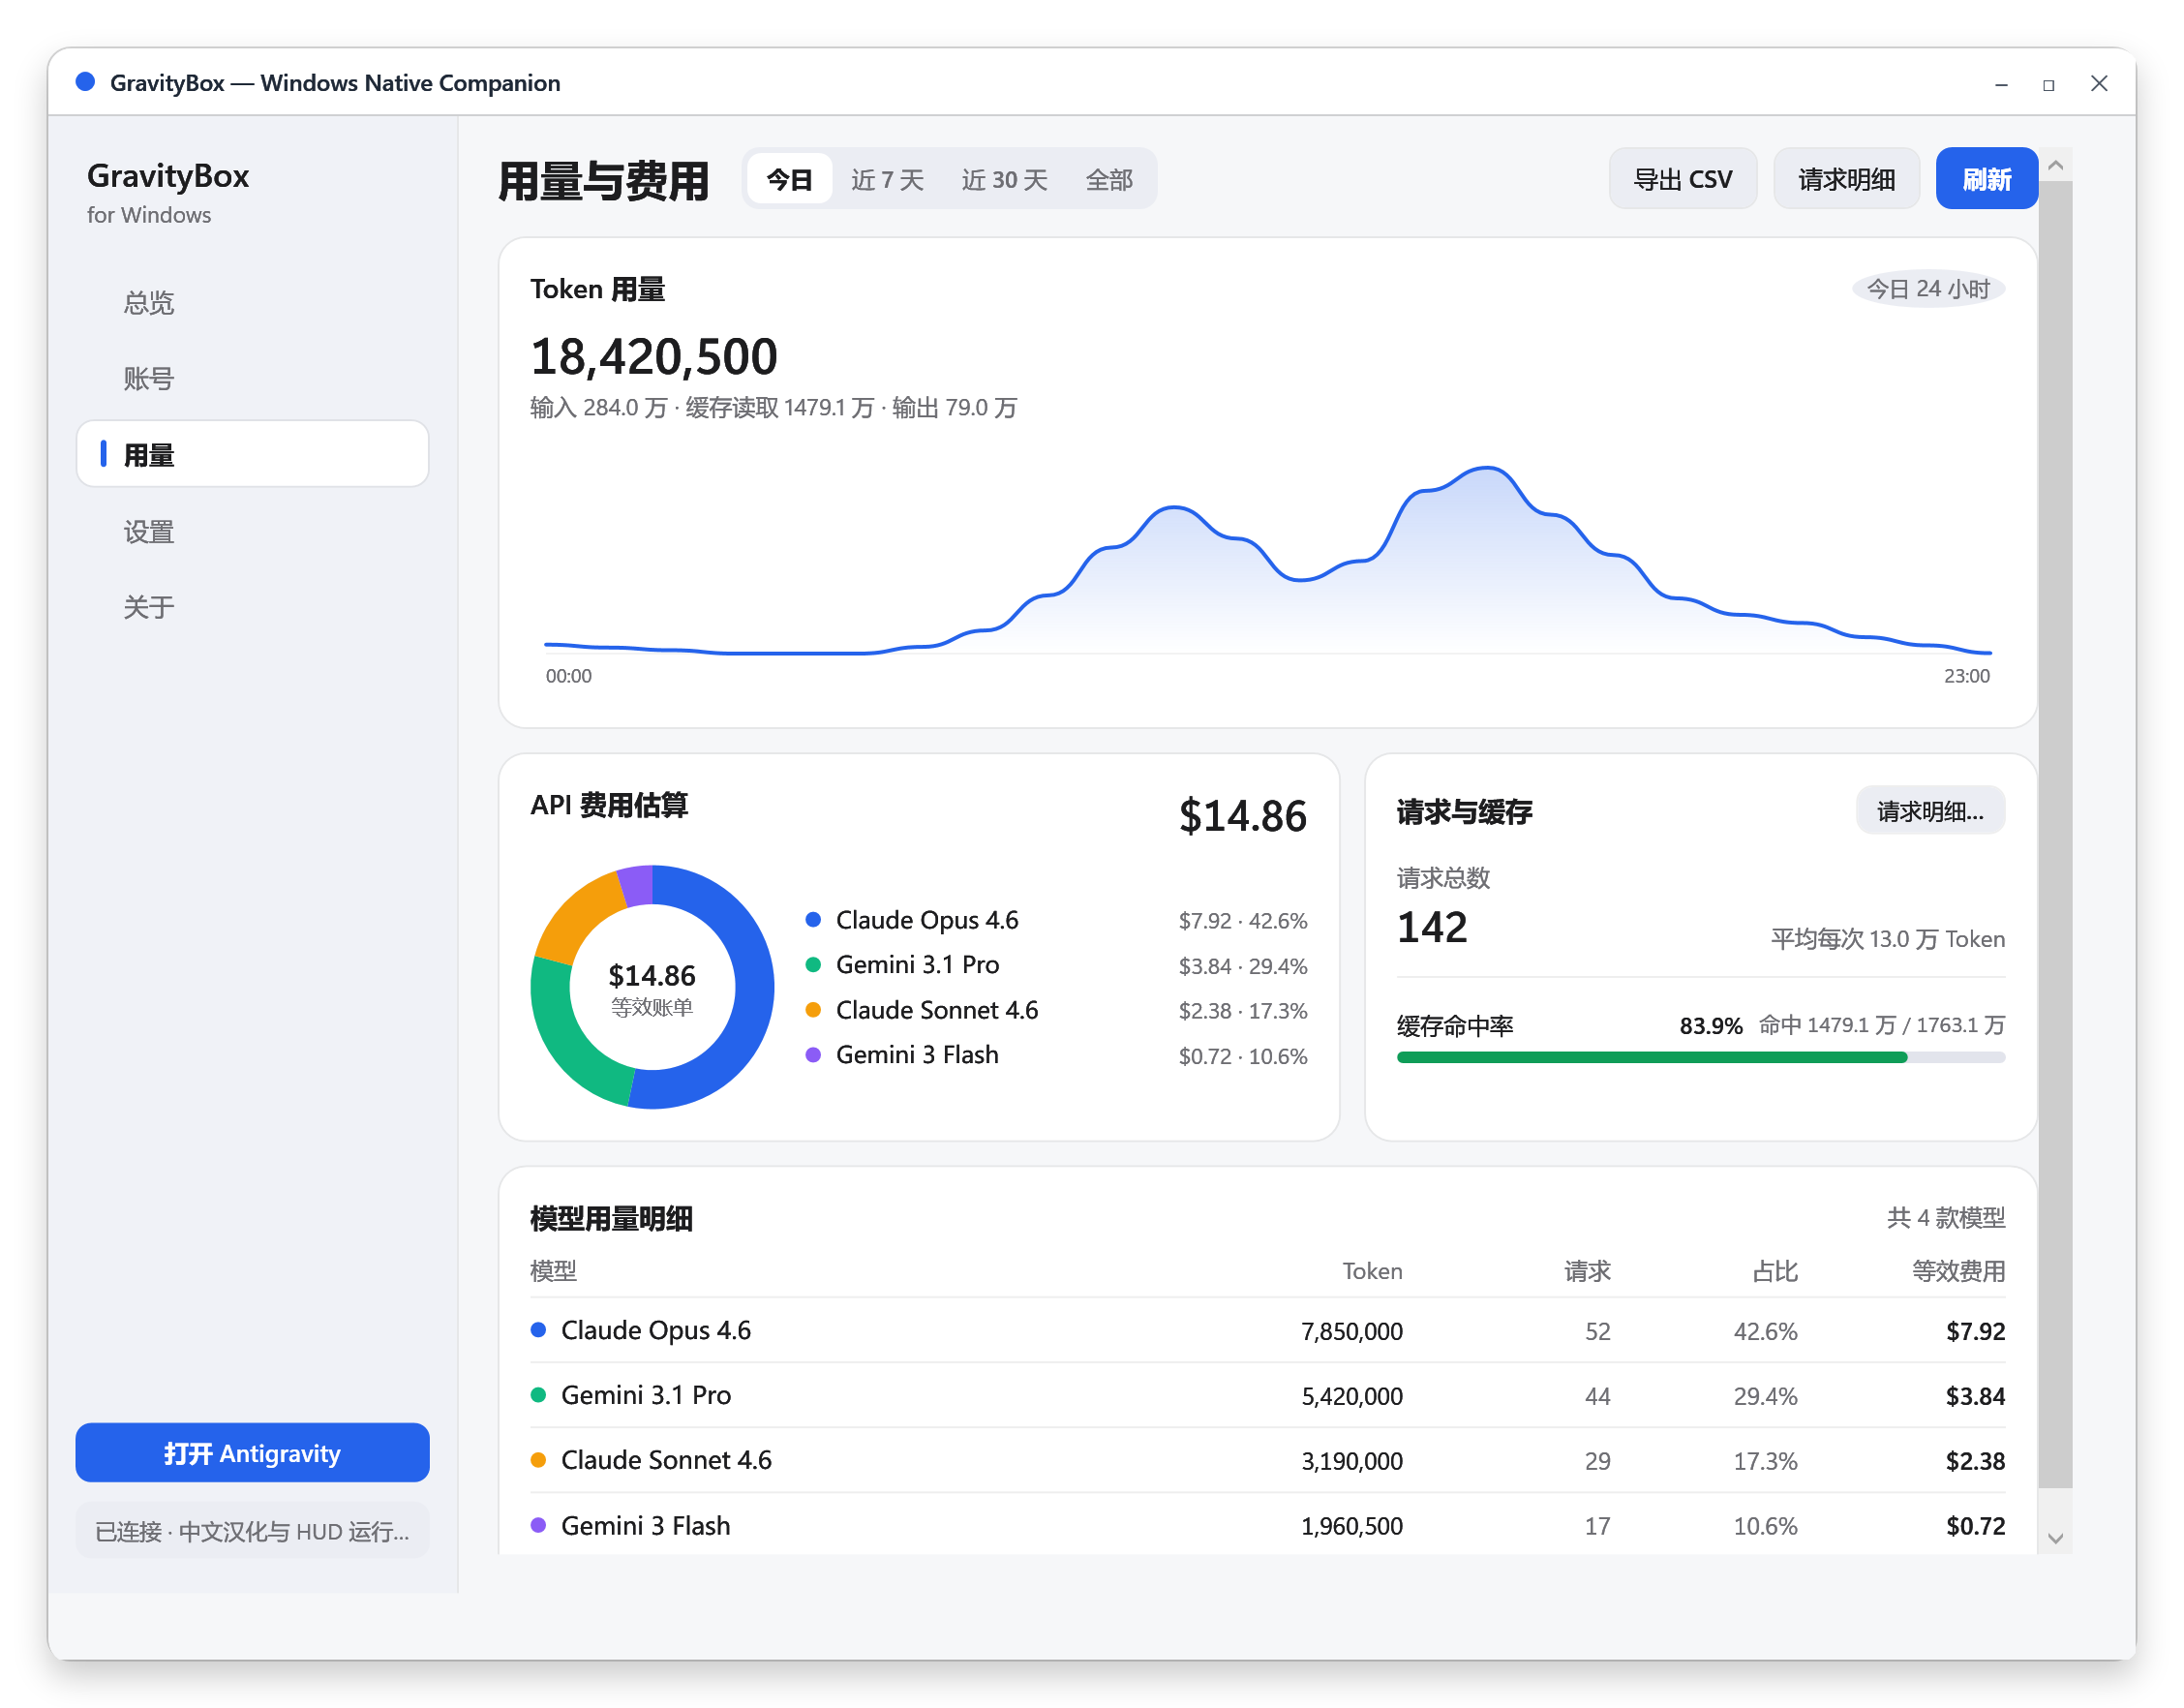 GravityBox — Windows Native Companion
GravityBox
for Windows
总览
账号
用量
设置
关于
打开 Antigravity
已连接 · 中文汉化与 HUD 运行...
用量与费用
今日 近 7 天 近 30 天 全部
导出 CSV 请求明细 刷新
Token 用量
今日 24 小时
18,420,500
输入 284.0 万 · 缓存读取 1479.1 万 · 输出 79.0 万
00:00 23:00
API 费用估算
$14.86
$14.86
等效账单
Claude Opus 4.6 $7.92 · 42.6%
Gemini 3.1 Pro $3.84 · 29.4%
Claude Sonnet 4.6 $2.38 · 17.3%
Gemini 3 Flash $0.72 · 10.6%
请求与缓存
请求明细...
请求总数
142
平均每次 13.0 万 Token
缓存命中率 83.9% 命中 1479.1 万 / 1763.1 万
模型用量明细 共 4 款模型
模型 Token 请求 占比 等效费用
Claude Opus 4.6 7,850,000 52 42.6% $7.92
Gemini 3.1 Pro 5,420,000 44 29.4% $3.84
Claude Sonnet 4.6 3,190,000 29 17.3% $2.38
Gemini 3 Flash 1,960,500 17 10.6% $0.72